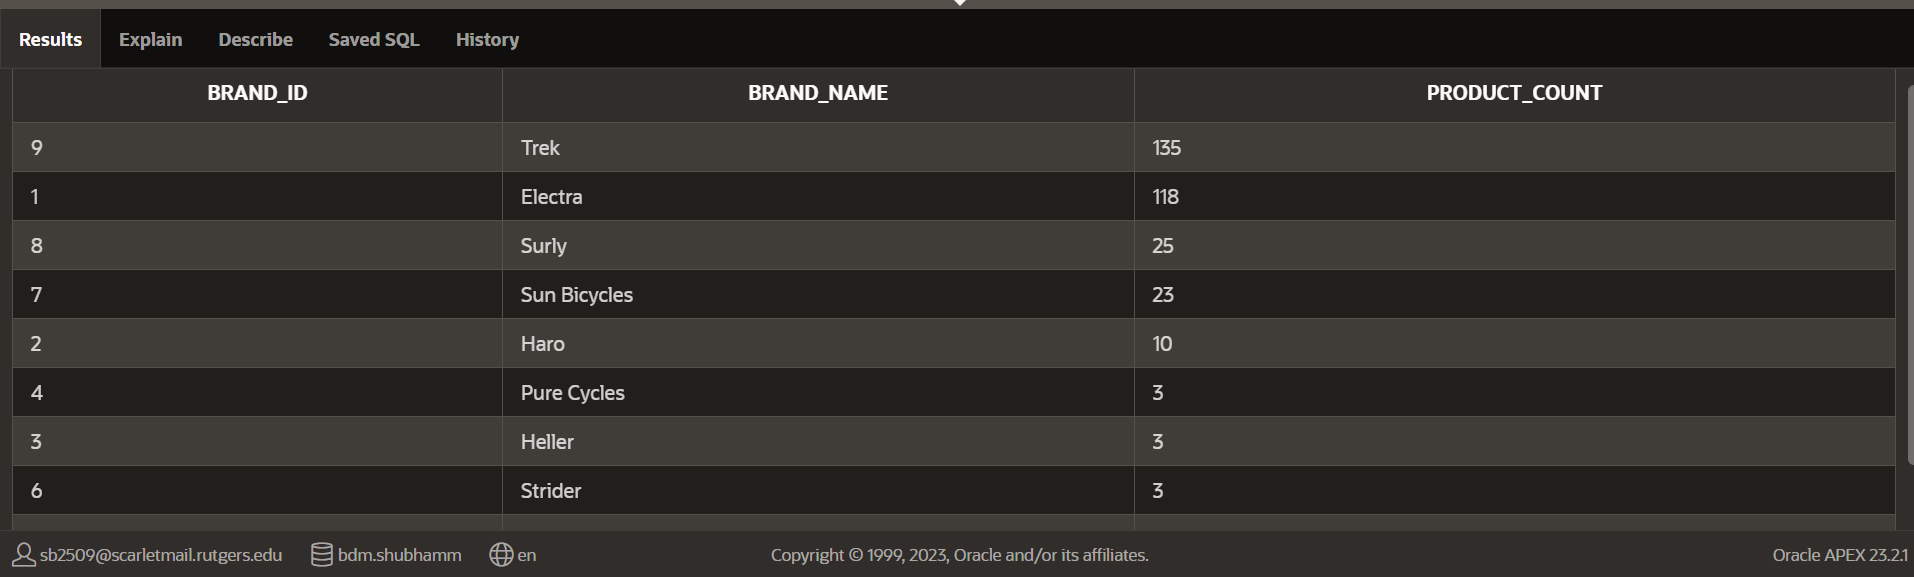 Results Explain Describe Saved SQL History
BRAND_ID BRAND_NAME PRODUCT_COUNT
9 Trek 135
1 Electra 118
8 Surly 25
7 Sun Bicycles 23
2 Haro 10
4 Pure Cycles 3
3 Heller 3
6 Strider 3
sb2509@scarletmail.rutgers.edu bdm.shubhamm en Copyright © 1999, 2023, Oracle and/or its affiliates. Oracle APEX 23.2.1